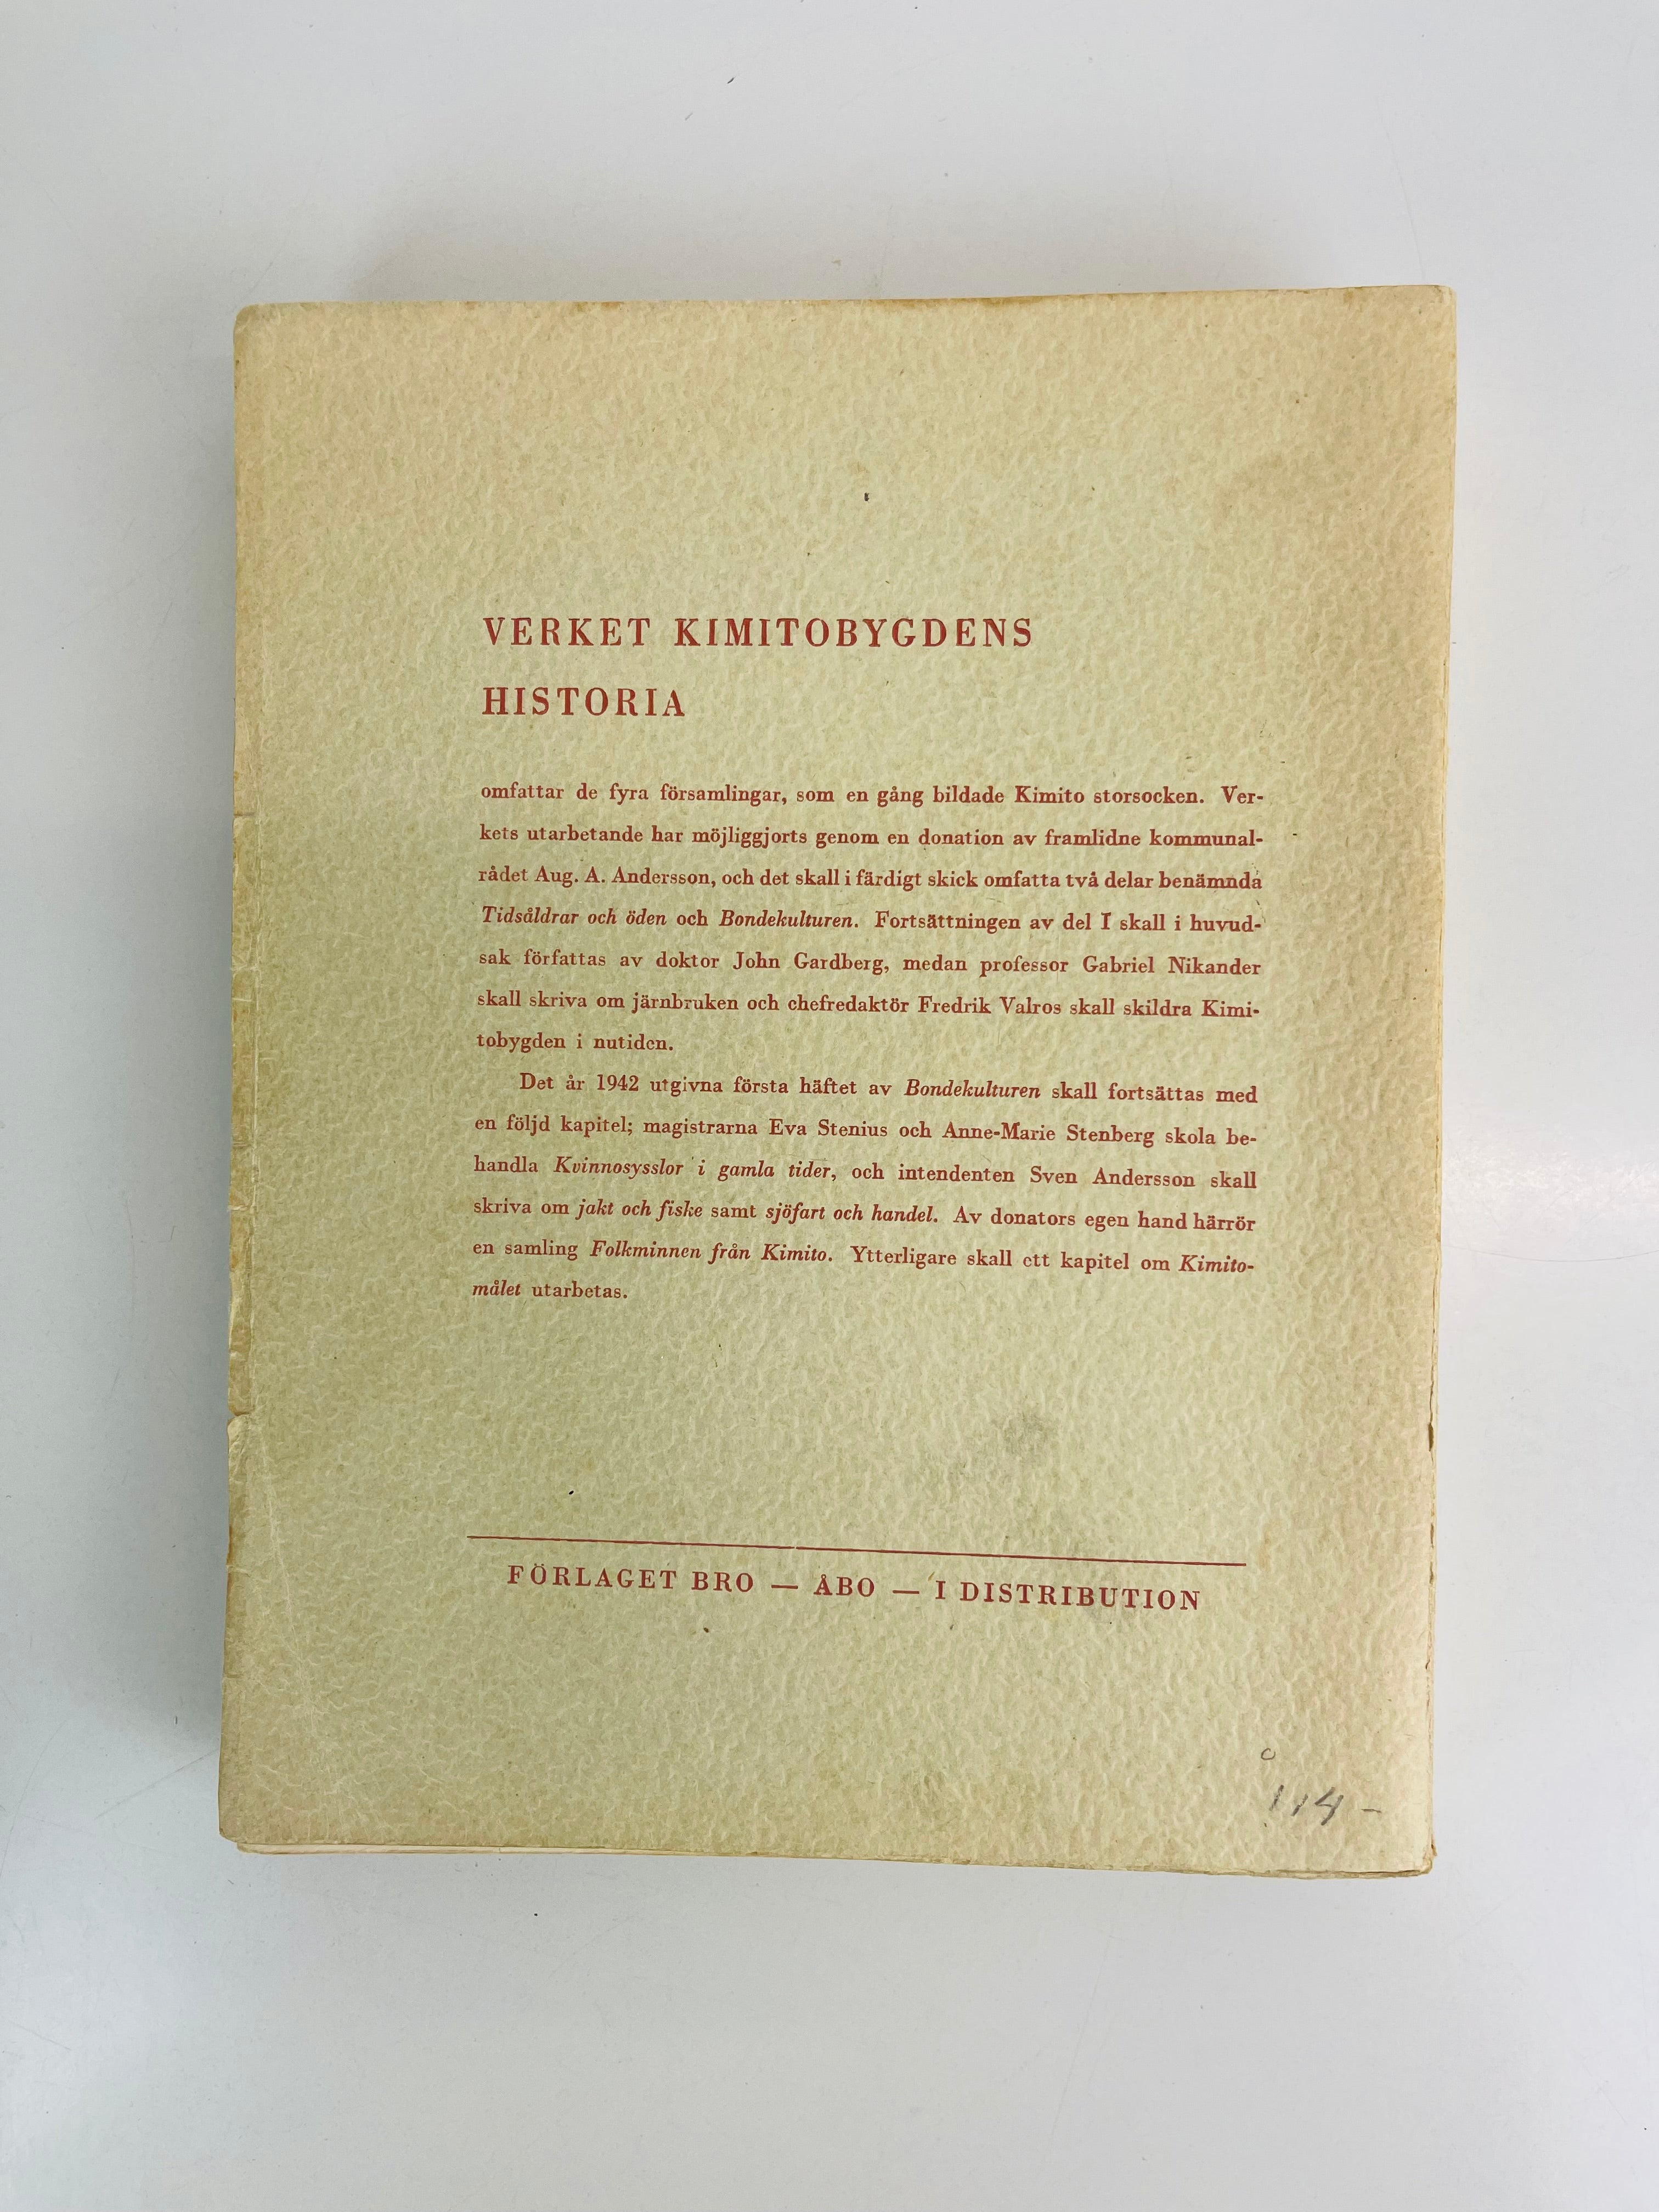 VERKET KIMITOBYGDENS
HISTORIA
omfattar de fyra församlingar, som en gång bildade Kimito storsocken. Ver-
kets utarbetande har möjliggjorts genom en donation av framlidne kommunal-
rådet Aug. A. Andersson, och det skall i färdigt skick omfatta två delar benämnda
Tidsåldrar och öden och Bondekulturen. Fortsättningen av del I skall i huvud-
sak författas av doktor John Gardberg, medan professor Gabriel Nikander
skall skriva om järnbruken och chefredaktör Fredrik Valros skall skildra Kimi-
tobygden i nutiden.
Det år 1942 utgivna första häftet av Bondekulturen skall fortsättas med
en följd kapitel; magistrarna Eva Stenius och Anne-Marie Stenberg skola be-
handla Kvinnosysslor i gamla tider, och intendenten Sven Andersson skall
skriva om jakt och fiske samt sjöfart och handel. Av donators egen hand härrör
en samling Folkminnen från Kimito. Ytterligare skall ett kapitel om Kimito-
målet utarbetas.
FÖRLAGET BRO — ÅBO — I DISTRIBUTION